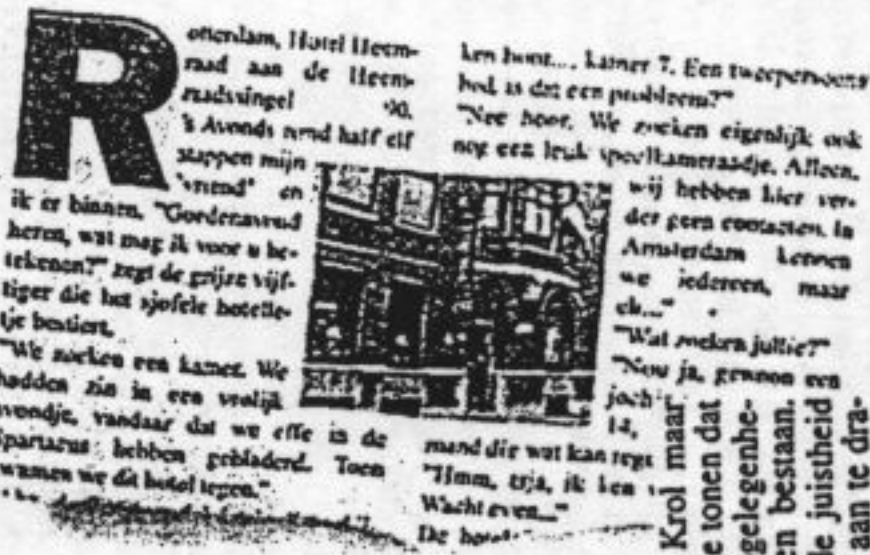 Rotterdam, Hotel Heem-
raad aan de Heem-
raadssingel 90.
's Avonds rond half elf
stappen mijn
'vriend' en
ik er binnen. "Goedenavond
heren, wat mag ik voor u be-
tekenen?" zegt de grijze vijf-
tiger die het sjofele hotelle-
tje bestiert.
"We zoeken een kamer. We
hadden zin in een vrolijk
avondje, vandaar dat we effe in de
Spartacus hebben gebladerd. Toen
kwamen we dit hotel tegen."
ken hoor..., kamer 7. Een tweepersoons
bed, is dat een probleem?"
"Nee hoor. We zoeken eigenlijk ook
nog een leuk speelkameraadje. Alleen,
wij hebben hier ver-
der geen contacten. In
Amsterdam kennen
we iedereen, maar
eh..."
"Wat zoeken jullie?"
"Nou ja, gewoon een
joch
14,
mand die wat kan
"Hmm, tja, ik ken
Wacht even..."
De
Krol maar
e tonen dat
gelegenhe-
en bestaan.
e juistheid
aan te dra-